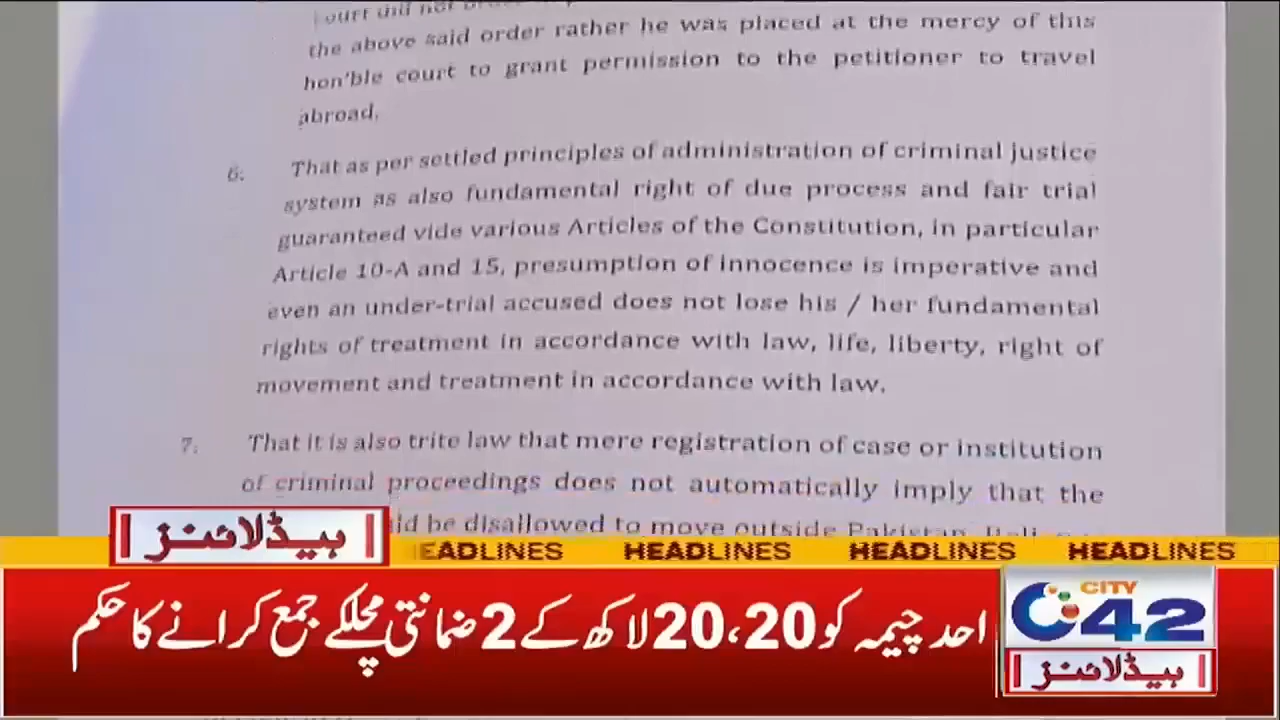 the above said order rather he was placed at the mercy of this
hon'ble court to grant permission to the petitioner to travel
abroad.
6. That as per settled principles of administration of criminal justice
system as also fundamental right of due process and fair trial
guaranteed vide various Articles of the Constitution, in particular
Article 10-A and 15, presumption of innocence is imperative and
even an under-trial accused does not lose his / her fundamental
rights of treatment in accordance with law, life, liberty, right of
movement and treatment in accordance with law.
7. That it is also trite law that mere registration of case or institution
of criminal proceedings does not automatically imply that the
be disallowed to move outside Pakistan.
ہیڈلائنز
EADLINES HEADLINES HEADLINES HEADLINES
احد چیمہ کو 20،20 لاکھ کے 2 ضمانتی مچلکے جمع کرانے کا حکم
CITY
42
ہیڈلائنز